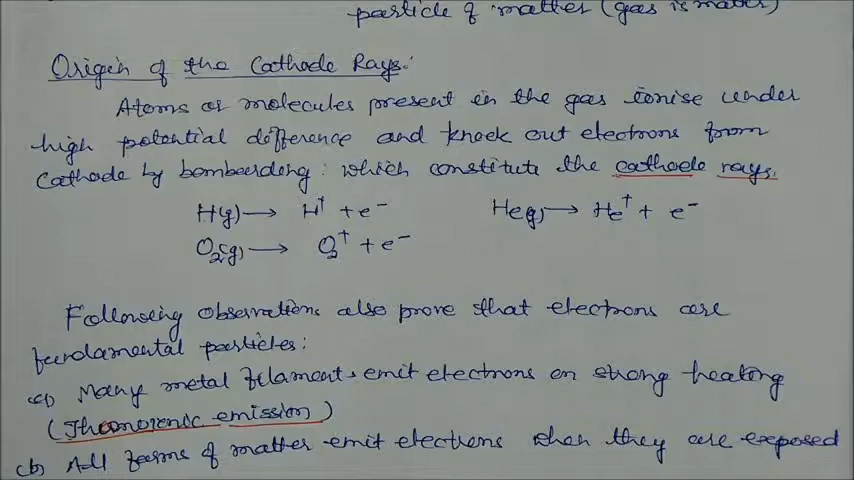 particle of matter (gas is matter)
Origin of the Cathode Rays:
Atoms or molecules present in the gas ionise under
high potential difference and knock out electrons from
Cathode by bombarding: which constitute the cathode rays.
H(g) → H⁺ + e⁻ He(g) → He⁺ + e⁻
O₂(g) → O₂⁺ + e⁻
Following observations also prove that electrons are
fundamental particles:
(a) Many metal filaments emit electrons on strong heating
(Thermoionic emission)
(b) All forms of matter emit electrons when they are exposed